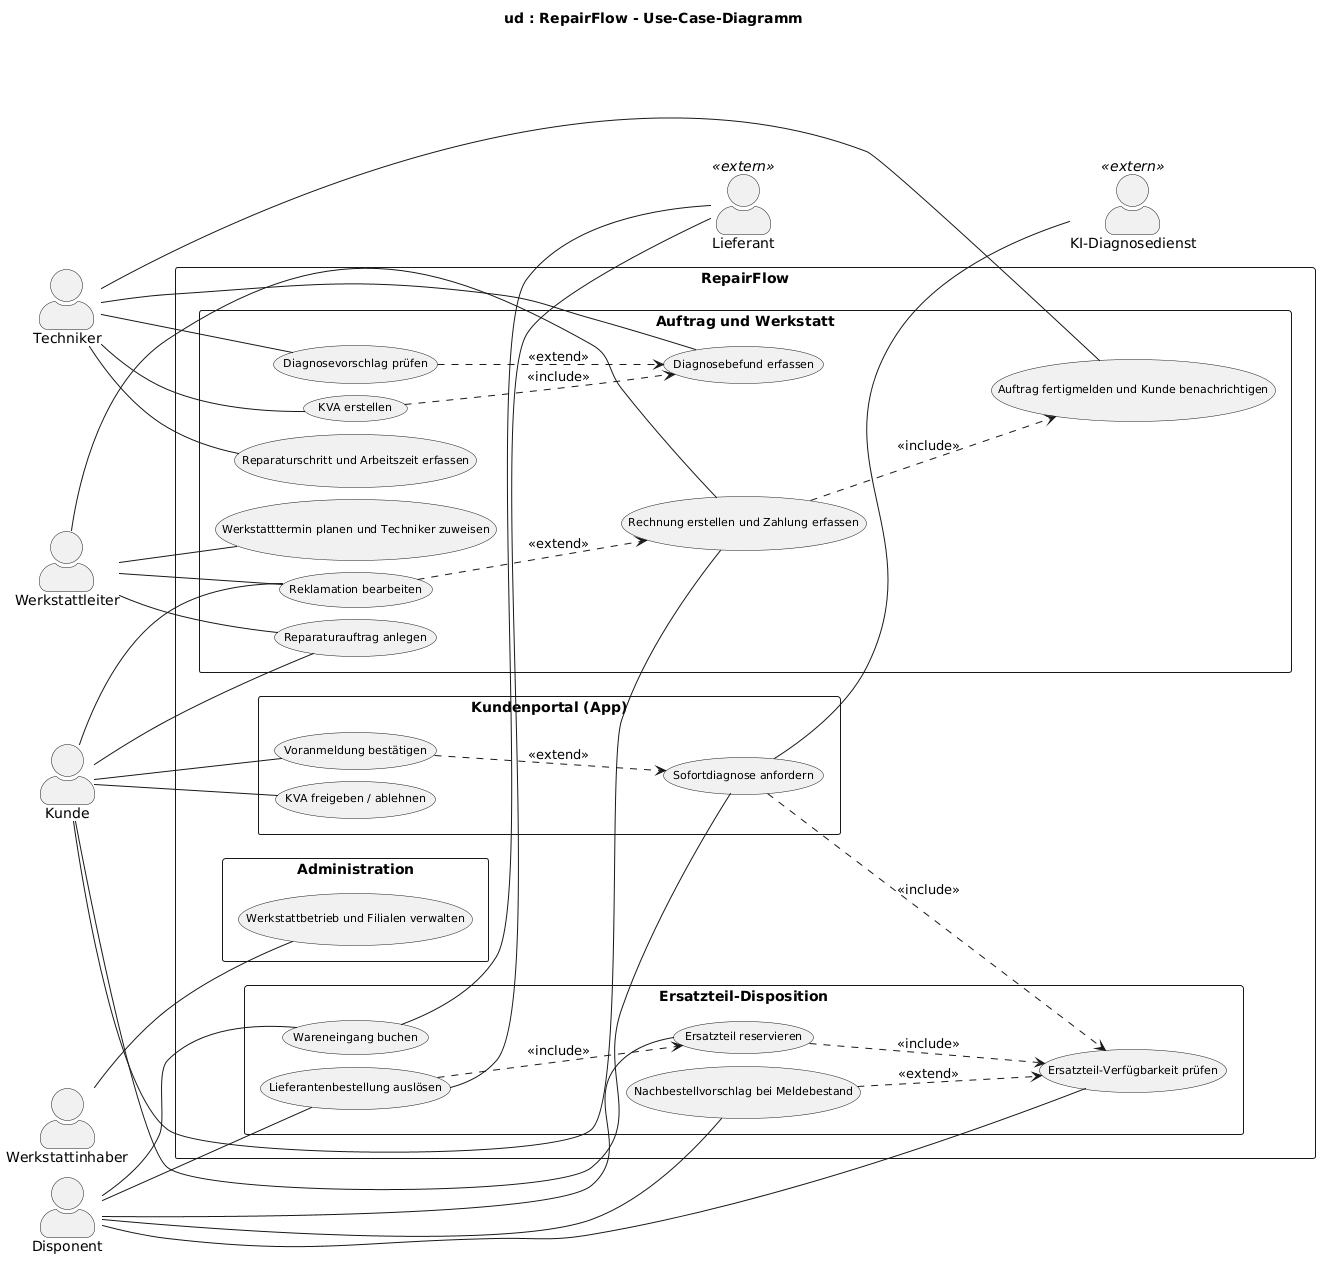 ud : RepairFlow - Use-Case-Diagramm
«extern»
Lieferant
«extern»
KI-Diagnosedienst
Techniker
RepairFlow
Auftrag und Werkstatt
Diagnosevorschlag prüfen
«extend»
Diagnosebefund erfassen
«include»
KVA erstellen
Auftrag fertigmelden und Kunde benachrichtigen
«include»
Reparaturschritt und Arbeitszeit erfassen
Werkstatttermin planen und Techniker zuweisen
Rechnung erstellen und Zahlung erfassen
«extend»
Werkstattleiter
Reklamation bearbeiten
Reparaturauftrag anlegen
Kundenportal (App)
Voranmeldung bestätigen
«extend»
Sofortdiagnose anfordern
KVA freigeben / ablehnen
Kunde
Administration
«include»
Werkstattbetrieb und Filialen verwalten
Ersatzteil-Disposition
Wareneingang buchen
Ersatzteil reservieren
«include»
«include»
Ersatzteil-Verfügbarkeit prüfen
«extend»
Lieferantenbestellung auslösen
Nachbestellvorschlag bei Meldebestand
Werkstattinhaber
Disponent